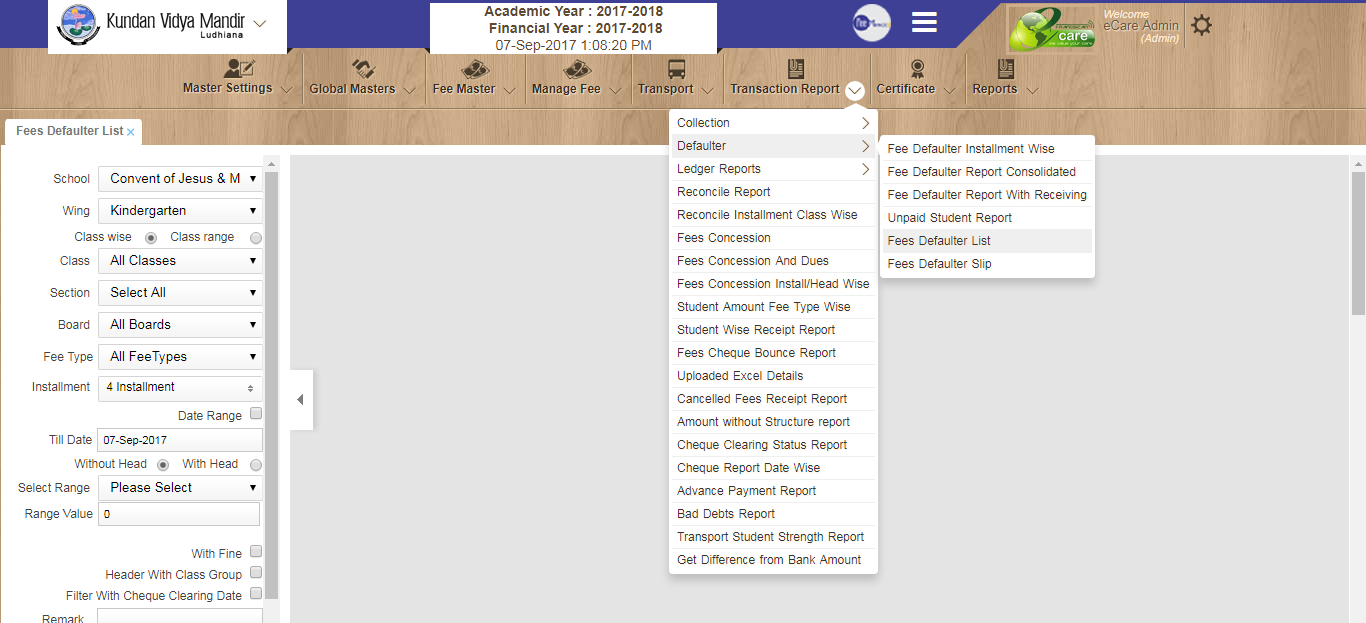 Kundan Vidya Mandir
Ludhiana
Academic Year : 2017-2018
Financial Year : 2017-2018
07-Sep-2017 1:08:20 PM
care
Welcome
eCare Admin
(Admin)
Master Settings
Global Masters
Fee Master
Manage Fee
Transport
Transaction Report
Certificate
Reports
Fees Defaulter List ×
School Convent of Jesus & M
Wing Kindergarten
Class wise Class range
Class All Classes
Section Select All
Board All Boards
Fee Type All FeeTypes
Installment 4 Installment
Date Range
Till Date 07-Sep-2017
Without Head With Head
Select Range Please Select
Range Value 0
With Fine
Header With Class Group
Filter With Cheque Clearing Date
Remark
Collection
Defaulter
Ledger Reports
Reconcile Report
Reconcile Installment Class Wise
Fees Concession
Fees Concession And Dues
Fees Concession Install/Head Wise
Student Amount Fee Type Wise
Student Wise Receipt Report
Fees Cheque Bounce Report
Uploaded Excel Details
Cancelled Fees Receipt Report
Amount without Structure report
Cheque Clearing Status Report
Cheque Report Date Wise
Advance Payment Report
Bad Debts Report
Transport Student Strength Report
Get Difference from Bank Amount
Fee Defaulter Installment Wise
Fee Defaulter Report Consolidated
Fee Defaulter Report With Receiving
Unpaid Student Report
Fees Defaulter List
Fees Defaulter Slip